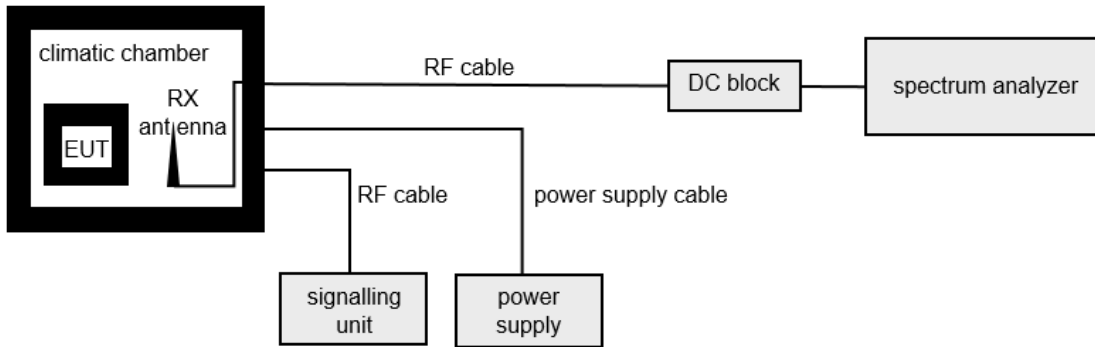 climatic chamber
RX
antenna
EUT
RF cable
DC block
spectrum analyzer
RF cable
power supply cable
signalling
unit
power
supply